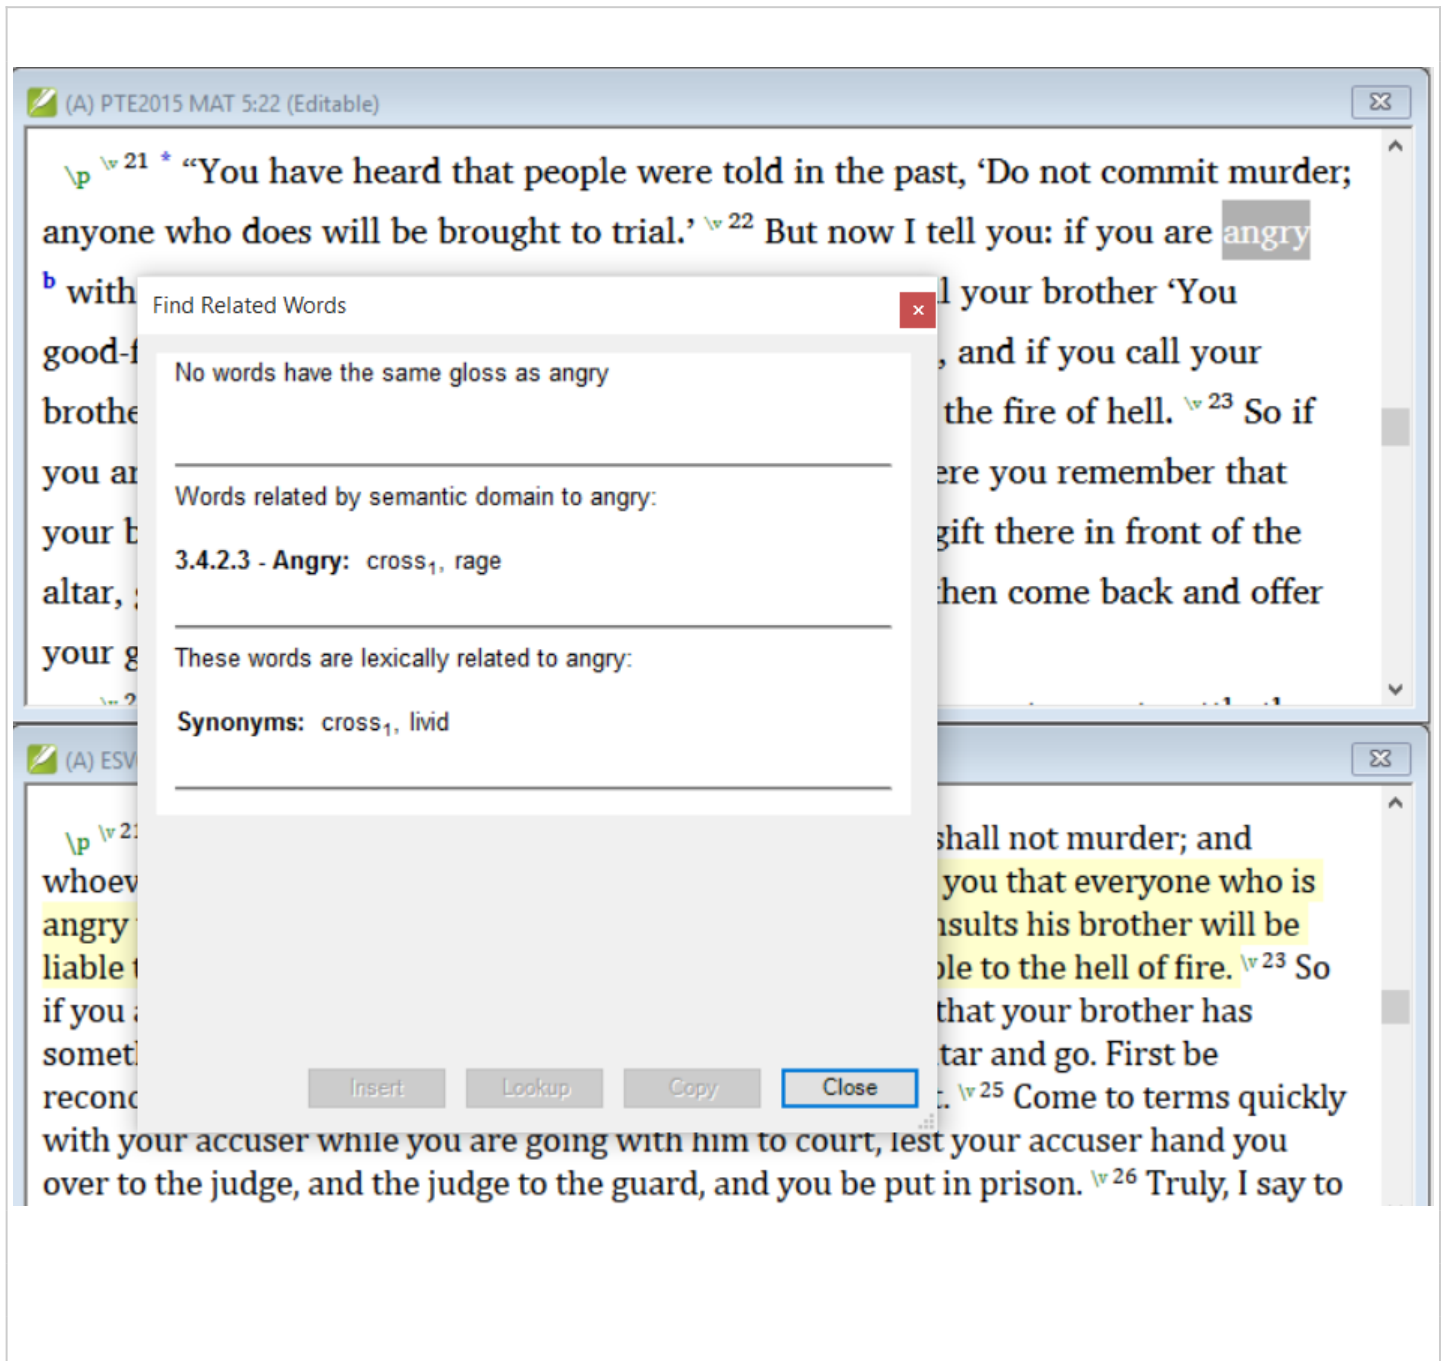 (A) PTE2015 MAT 5:22 (Editable)
\p \v 21 * “You have heard that people were told in the past, ‘Do not commit murder;
anyone who does will be brought to trial.’ \v 22 But now I tell you: if you are angry
b with l your brother ‘You
good-f , and if you call your
brothe the fire of hell. \v 23 So if
you ar ere you remember that
your b gift there in front of the
altar, then come back and offer
your g
Find Related Words
No words have the same gloss as angry
Words related by semantic domain to angry:
3.4.2.3 - Angry: cross1, rage
These words are lexically related to angry:
Synonyms: cross1, livid
Insert Lookup Copy Close
(A) ESV
\p \v 21 shall not murder; and
whoev you that everyone who is
angry nsults his brother will be
liable t ble to the hell of fire. \v 23 So
if you that your brother has
somet tar and go. First be
recon t. \v 25 Come to terms quickly
with your accuser while you are going with him to court, lest your accuser hand you
over to the judge, and the judge to the guard, and you be put in prison. \v 26 Truly, I say to